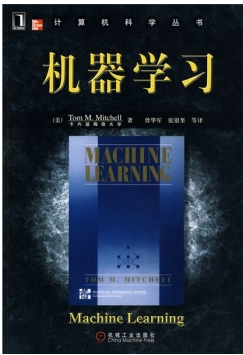 计算机科学丛书
机器学习
(美) Tom M. Mitchell 著 曾华军 张银奎 等译
卡内基梅隆大学
MACHINE
LEARNING
TOM M. MITCHELL
Machine Learning
机械工业出版社
China Machine Press